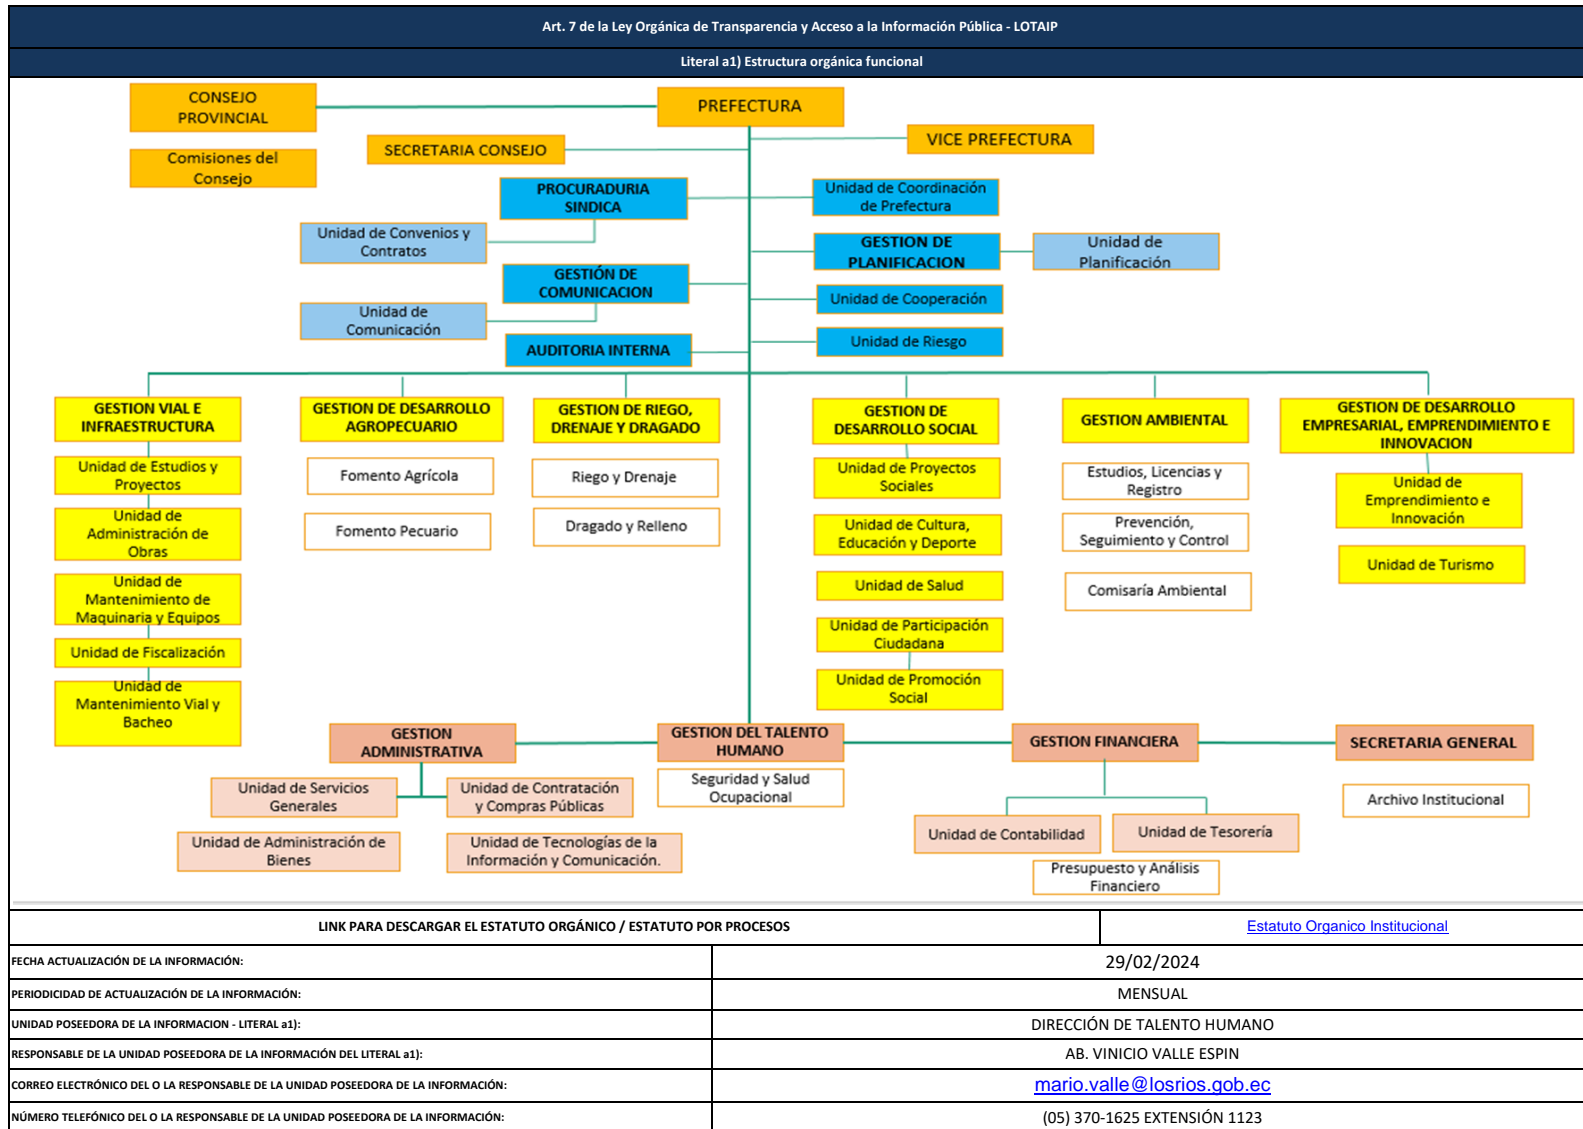 Art. 7 de la Ley Orgánica de Transparencia y Acceso a la Información Pública - LOTAIP
Literal a1) Estructura orgánica funcional
CONSEJO
PROVINCIAL
PREFECTURA
SECRETARIA CONSEJO
VICE PREFECTURA
Comisiones del
Consejo
PROCURADURIA
SINDICA
Unidad de Coordinación
de Prefectura
Unidad de Convenios y
Contratos
GESTION DE
PLANIFICACION
Unidad de
Planificación
GESTIÓN DE
COMUNICACION
Unidad de Cooperación
Unidad de
Comunicación
AUDITORIA INTERNA
Unidad de Riesgo
GESTION VIAL E
INFRAESTRUCTURA
Unidad de Estudios y
Proyectos
Unidad de
Administración de
Obras
Unidad de
Mantenimiento de
Maquinaria y Equipos
Unidad de Fiscalización
Unidad de
Mantenimiento Vial y
Bacheo
GESTION DE DESARROLLO
AGROPECUARIO
Fomento Agrícola
Fomento Pecuario
GESTION DE RIEGO,
DRENAJE Y DRAGADO
Riego y Drenaje
Dragado y Relleno
GESTION DE
DESARROLLO SOCIAL
Unidad de Proyectos
Sociales
Unidad de Cultura,
Educación y Deporte
Unidad de Salud
Unidad de Participación
Ciudadana
Unidad de Promoción
Social
GESTION AMBIENTAL
Estudios, Licencias y
Registro
Prevención,
Seguimiento y Control
Comisaría Ambiental
GESTION DE DESARROLLO
EMPRESARIAL, EMPRENDIMIENTO E
INNOVACION
Unidad de
Emprendimiento e
Innovación
Unidad de Turismo
GESTION
ADMINISTRATIVA
Unidad de Servicios
Generales
Unidad de Contratación
y Compras Públicas
Unidad de Administración de
Bienes
Unidad de Tecnologías de la
Información y Comunicación.
GESTION DEL TALENTO
HUMANO
Seguridad y Salud
Ocupacional
GESTION FINANCIERA
Unidad de Contabilidad
Unidad de Tesorería
Presupuesto y Análisis
Financiero
SECRETARIA GENERAL
Archivo Institucional
LINK PARA DESCARGAR EL ESTATUTO ORGÁNICO / ESTATUTO POR PROCESOS
Estatuto Organico Institucional
FECHA ACTUALIZACIÓN DE LA INFORMACIÓN:
29/02/2024
PERIODICIDAD DE ACTUALIZACIÓN DE LA INFORMACIÓN:
MENSUAL
UNIDAD POSEEDORA DE LA INFORMACION - LITERAL a1):
DIRECCIÓN DE TALENTO HUMANO
RESPONSABLE DE LA UNIDAD POSEEDORA DE LA INFORMACIÓN DEL LITERAL a1):
AB. VINICIO VALLE ESPIN
CORREO ELECTRÓNICO DEL O LA RESPONSABLE DE LA UNIDAD POSEEDORA DE LA INFORMACIÓN:
mario.valle@losrios.gob.ec
NÚMERO TELEFÓNICO DEL O LA RESPONSABLE DE LA UNIDAD POSEEDORA DE LA INFORMACIÓN:
(05) 370-1625 EXTENSIÓN 1123